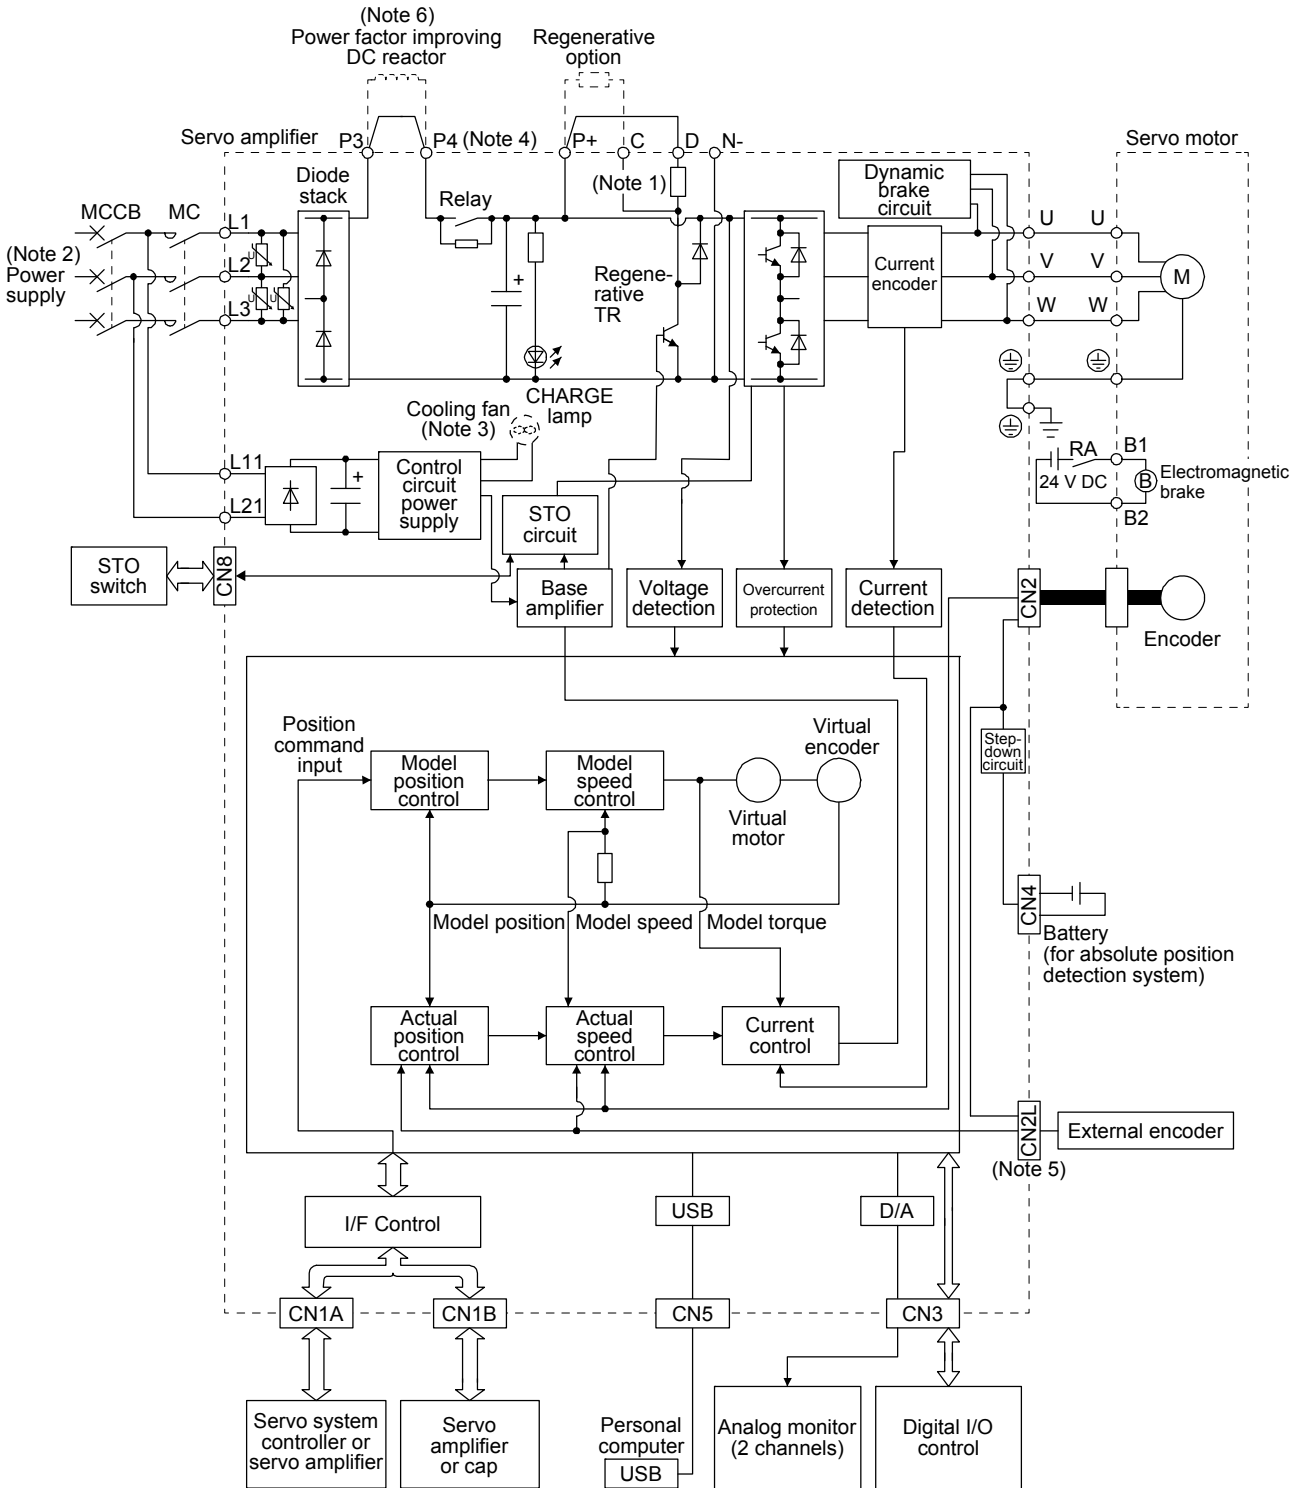 (Note 6)
Power factor improving
DC reactor
Regenerative
option
Servo amplifier
P3
P4
(Note 4)
P+
C
D
N-
Servo motor
Diode
stack
(Note 1)
Dynamic
brake
circuit
MCCB
MC
Relay
L1
U
U
(Note 2)
Power
supply
U
L2
Current
encoder
V
V
M
Regene-
rative
TR
+
U
U
L3
W
W
CHARGE
lamp
Cooling fan
(Note 3)
L11
+
Control
circuit
power
supply
RA
B1
24 V DC
B
Electromagnetic
brake
L21
B2
STO
circuit
STO
switch
CN8
Base
amplifier
Voltage
detection
Overcurrent
protection
Current
detection
CN2
Encoder
Position
command
input
Virtual
encoder
Step-
down
circuit
Model
position
control
Model
speed
control
Virtual
motor
CN4
Model position
Model speed
Model torque
Battery
(for absolute position
detection system)
Actual
position
control
Actual
speed
control
Current
control
CN2L
External encoder
(Note 5)
I/F Control
USB
D/A
CN1A
CN1B
CN5
CN3
Servo system
controller or
servo amplifier
Servo
amplifier
or cap
Personal
computer
USB
Analog monitor
(2 channels)
Digital I/O
control